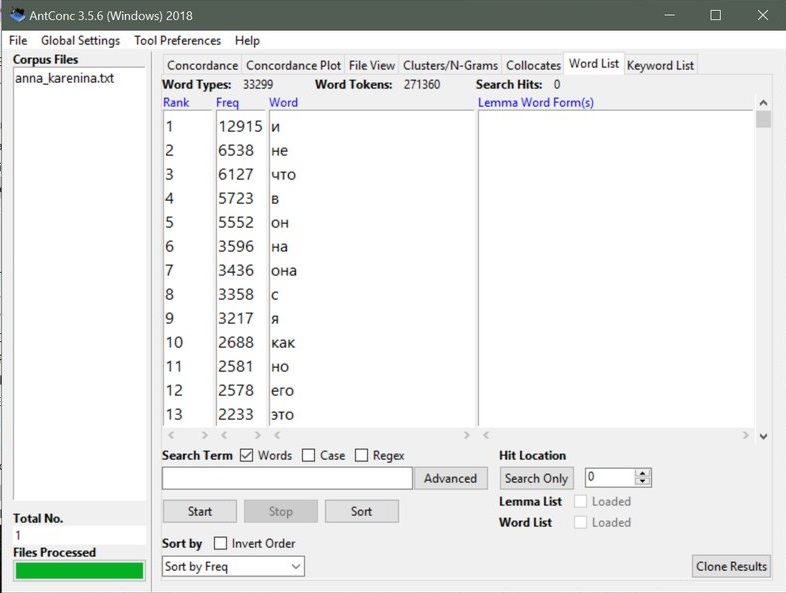 AntConc 3.5.6 (Windows) 2018
File Global Settings Tool Preferences Help
Corpus Files
anna_karenina.txt
Concordance Concordance Plot File View Clusters/N-Grams Collocates Word List Keyword List
Word Types: 33299 Word Tokens: 271360 Search Hits: 0
Rank Freq Word Lemma Word Form(s)
1 12915 и
2 6538 не
3 6127 что
4 5723 в
5 5552 он
6 3596 на
7 3436 она
8 3358 с
9 3217 я
10 2688 как
11 2581 но
12 2578 его
13 2233 это
Search Term Words Case Regex Hit Location
Advanced Search Only 0
Lemma List Loaded
Start Stop Sort Word List Loaded
Total No.
1
Files Processed
Sort by Invert Order
Sort by Freq Clone Results